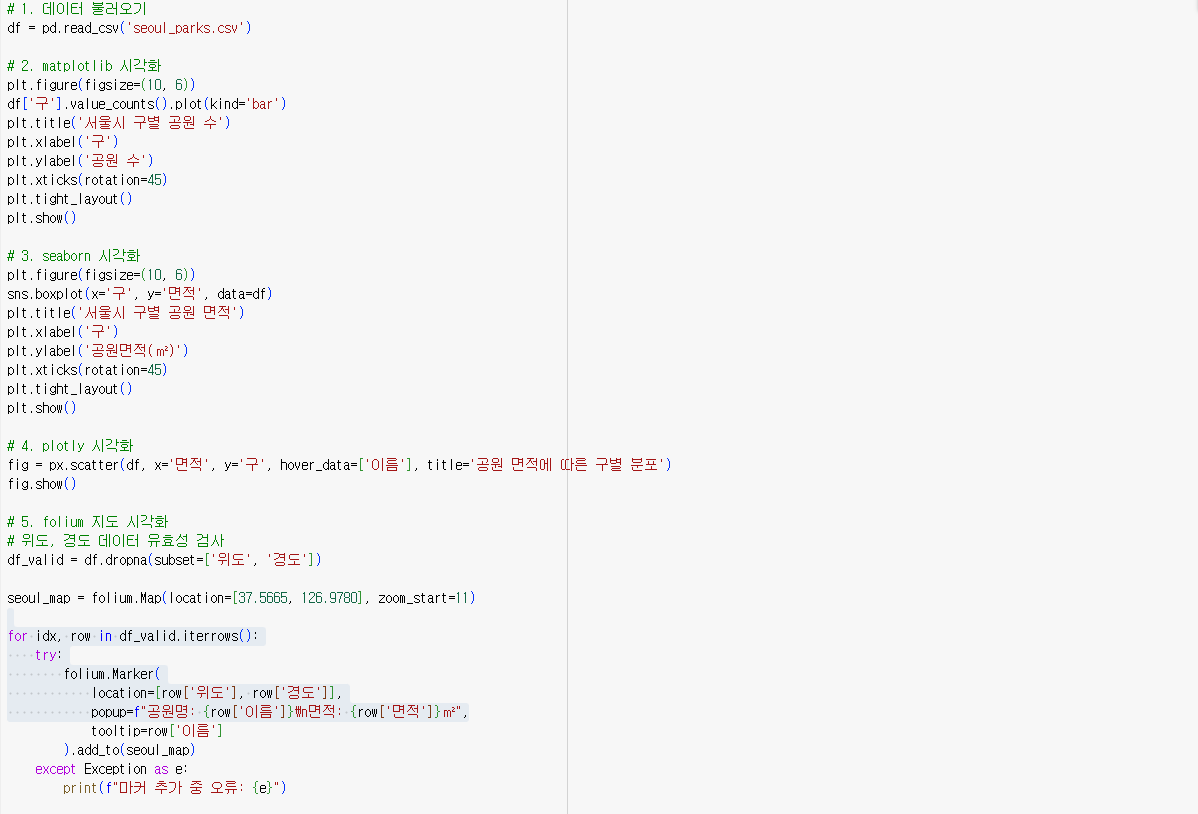 # 1. 데이터 불러오기
df = pd.read_csv('seoul_parks.csv')
# 2. matplotlib 시각화
plt.figure(figsize=(10, 6))
df['구'].value_counts().plot(kind='bar')
plt.title('서울시 구별 공원 수')
plt.xlabel('구')
plt.ylabel('공원 수')
plt.xticks(rotation=45)
plt.tight_layout()
plt.show()
# 3. seaborn 시각화
plt.figure(figsize=(10, 6))
sns.boxplot(x='구', y='면적', data=df)
plt.title('서울시 구별 공원 면적')
plt.xlabel('구')
plt.ylabel('공원면적(㎡)')
plt.xticks(rotation=45)
plt.tight_layout()
plt.show()
# 4. plotly 시각화
fig = px.scatter(df, x='면적', y='구', hover_data=['이름'], title='공원 면적에 따른 구별 분포')
fig.show()
# 5. folium 지도 시각화
# 위도, 경도 데이터 유효성 검사
df_valid = df.dropna(subset=['위도', '경도'])
seoul_map = folium.Map(location=[37.5665, 126.9780], zoom_start=11)
for idx, row in df_valid.iterrows():
    try:
        folium.Marker(
            location=[row['위도'], row['경도']],
            popup=f"공원명: {row['이름']}₩n면적: {row['면적']}㎡",
            tooltip=row['이름']
        ).add_to(seoul_map)
    except Exception as e:
        print(f"마커 추가 중 오류: {e}")